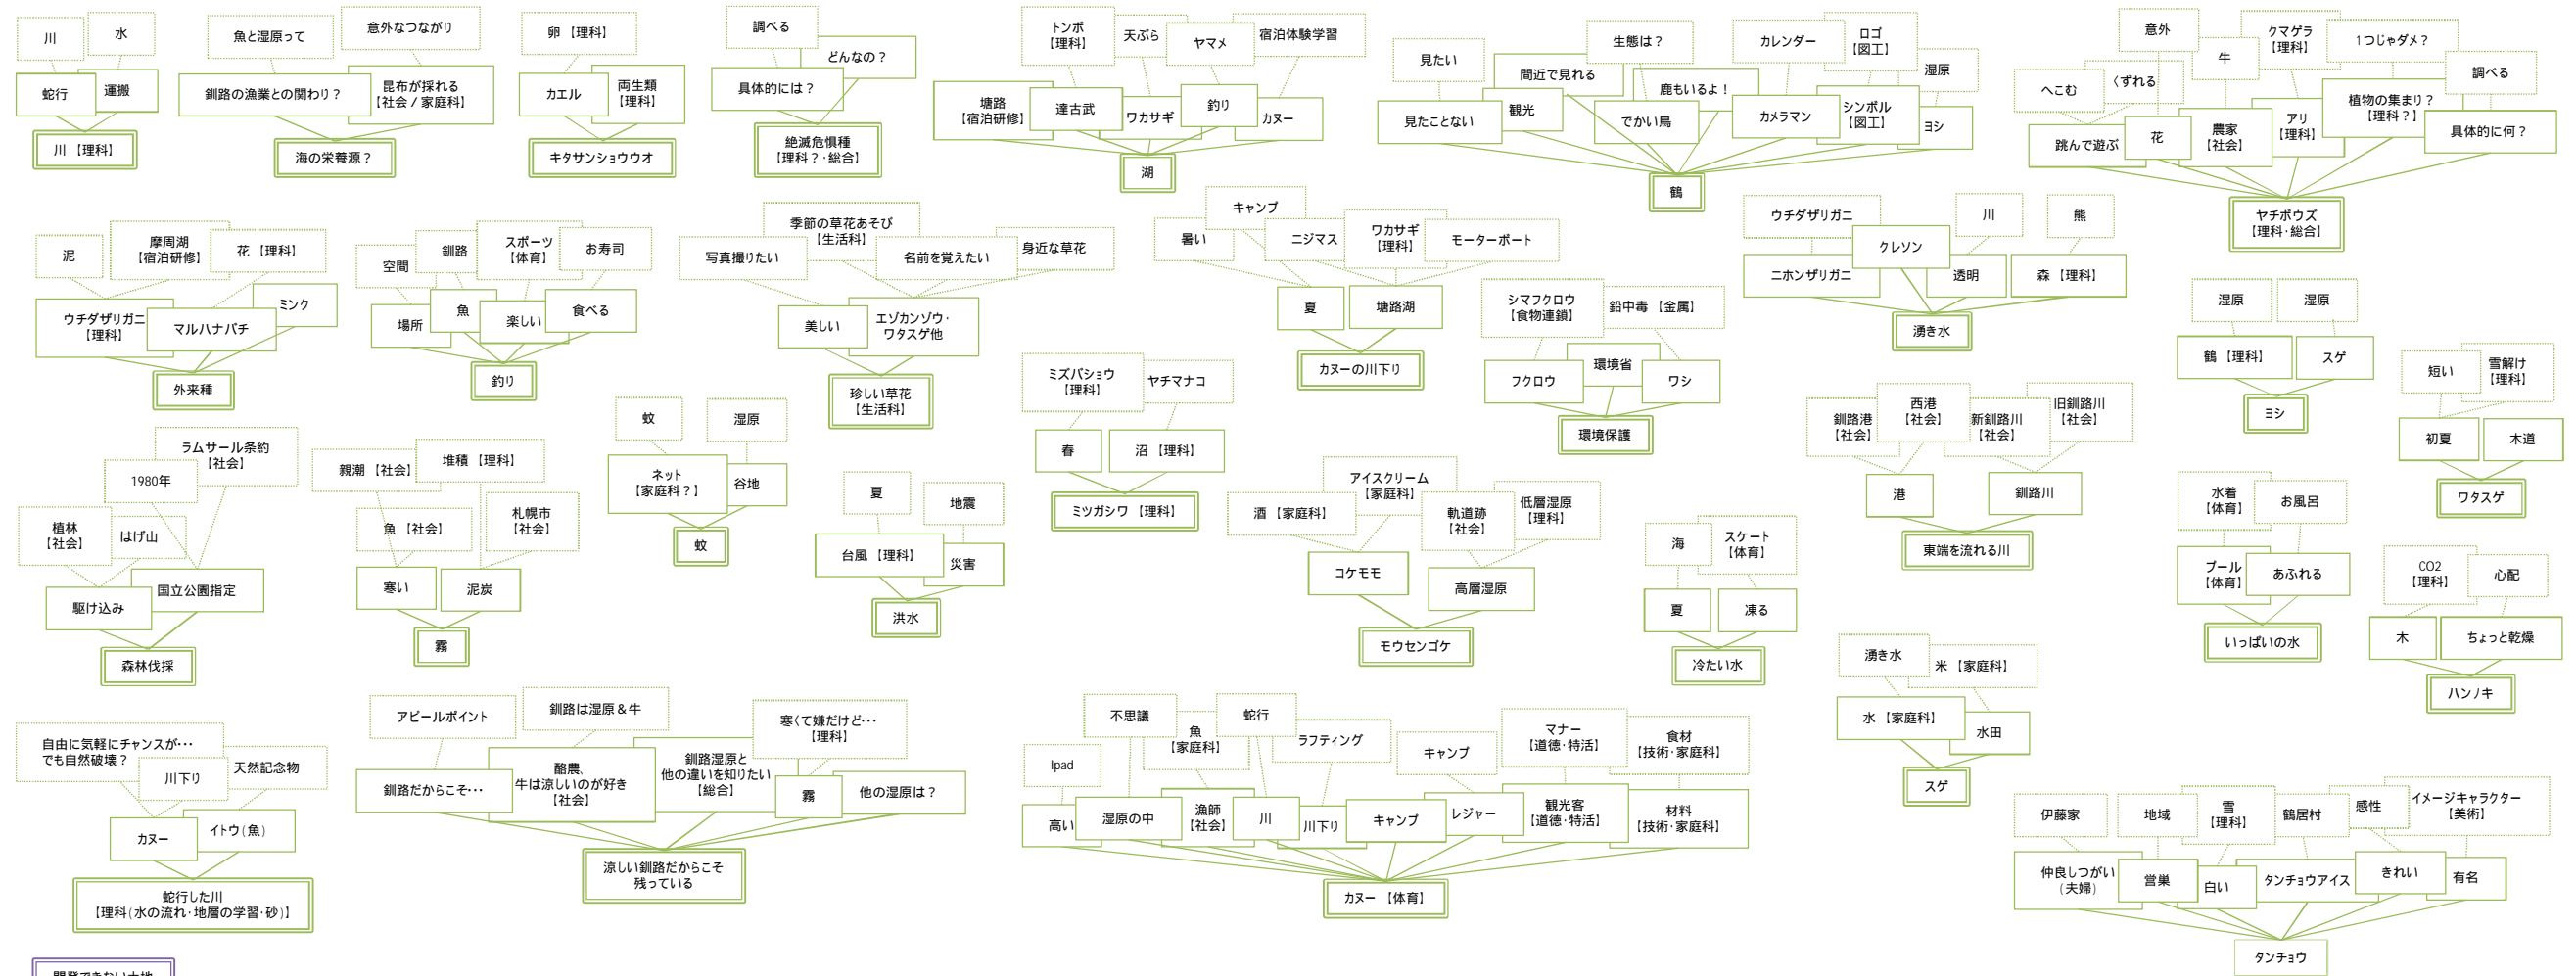 川
水
蛇行
運搬
川 【理科】
魚と湿原って
意外なつながり
釧路の漁業との関わり？
昆布が採れる
【社会 / 家庭科】
海の栄養源？
卵 【理科】
カエル
両生類
【理科】
キタサンショウウオ
調べる
どんなの？
具体的には？
絶滅危惧種
【理科？・総合】
トンボ
【理科】
天ぷら
ヤマメ
宿泊体験学習
塘路
【宿泊研修】
達古武
ワカサギ
釣り
カヌー
湖
見たい
間近で見れる
生態は？
カレンダー
ロゴ
【図工】
湿原
見たことない
観光
鹿もいるよ！
でかい鳥
カメラマン
シンボル
【図工】
ヨシ
鶴
意外
クマゲラ
【理科】
1つじゃダメ？
へこむ
くずれる
牛
調べる
跳んで遊ぶ
花
農家
【社会】
アリ
【理科】
植物の集まり？
【理科？】
具体的に何？
ヤチボウズ
【理科・総合】
泥
摩周湖
【宿泊研修】
花 【理科】
ウチダザリガニ
【理科】
マルハナバチ
ミンク
外来種
空間
釧路
スポーツ
【体育】
お寿司
場所
魚
楽しい
食べる
釣り
季節の草花あそび
【生活科】
写真撮りたい
名前を覚えたい
身近な草花
美しい
エゾカンゾウ・
ワタスゲ他
珍しい草花
【生活科】
キャンプ
暑い
ニジマス
ワカサギ
【理科】
モーターボート
夏
塘路湖
カヌーの川下り
シマフクロウ
【食物連鎖】
鉛中毒 【金属】
フクロウ
環境省
ワシ
環境保護
ウチダザリガニ
川
熊
ニホンザリガニ
クレソン
透明
森 【理科】
湧き水
湿原
湿原
鶴 【理科】
スゲ
ヨシ
短い
雪解け
【理科】
初夏
木道
ワタスゲ
ラムサール条約
【社会】
1980年
植林
【社会】
はげ山
駆け込み
国立公園指定
森林伐採
親潮 【社会】
堆積 【理科】
魚 【社会】
札幌市
【社会】
寒い
泥炭
霧
蚊
湿原
ネット
【家庭科？】
谷地
蚊
夏
地震
台風 【理科】
災害
洪水
ミズバショウ
【理科】
ヤチマナコ
春
沼 【理科】
ミツガシワ 【理科】
アイスクリーム
【家庭科】
酒 【家庭科】
軌道跡
【社会】
低層湿原
【理科】
コケモモ
高層湿原
モウセンゴケ
海
スケート
【体育】
夏
凍る
冷たい水
釧路港
【社会】
西港
【社会】
新釧路川
【社会】
旧釧路川
【社会】
港
釧路川
東端を流れる川
水着
【体育】
お風呂
プール
【体育】
あふれる
いっぱいの水
CO2
【理科】
心配
木
ちょっと乾燥
ハンノキ
湧き水
米 【家庭科】
水 【家庭科】
水田
スゲ
自由に気軽にチャンスが・・・
でも自然破壊？
川下り
天然記念物
カヌー
イトウ(魚)
蛇行した川
【理科(水の流れ・地層の学習・砂)】
アピールポイント
釧路は湿原＆牛
寒くて嫌だけど・・・
【理科】
釧路だからこそ・・・
酪農、
牛は涼しいのが好き
【社会】
釧路湿原と
他の違いを知りたい
【総合】
霧
他の湿原は？
涼しい釧路だからこそ
残っている
Ipad
不思議
魚
【家庭科】
蛇行
ラフティング
キャンプ
マナー
【道徳・特活】
食材
【技術・家庭科】
高い
湿原の中
漁師
【社会】
川
川下り
キャンプ
レジャー
観光客
【道徳・特活】
材料
【技術・家庭科】
カヌー 【体育】
伊藤家
地域
雪
【理科】
鶴居村
感性
イメージキャラクター
【美術】
仲良しつがい
(夫婦)
営巣
白い
タンチョウアイス
きれい
有名
タンチョウ
開発できない土地